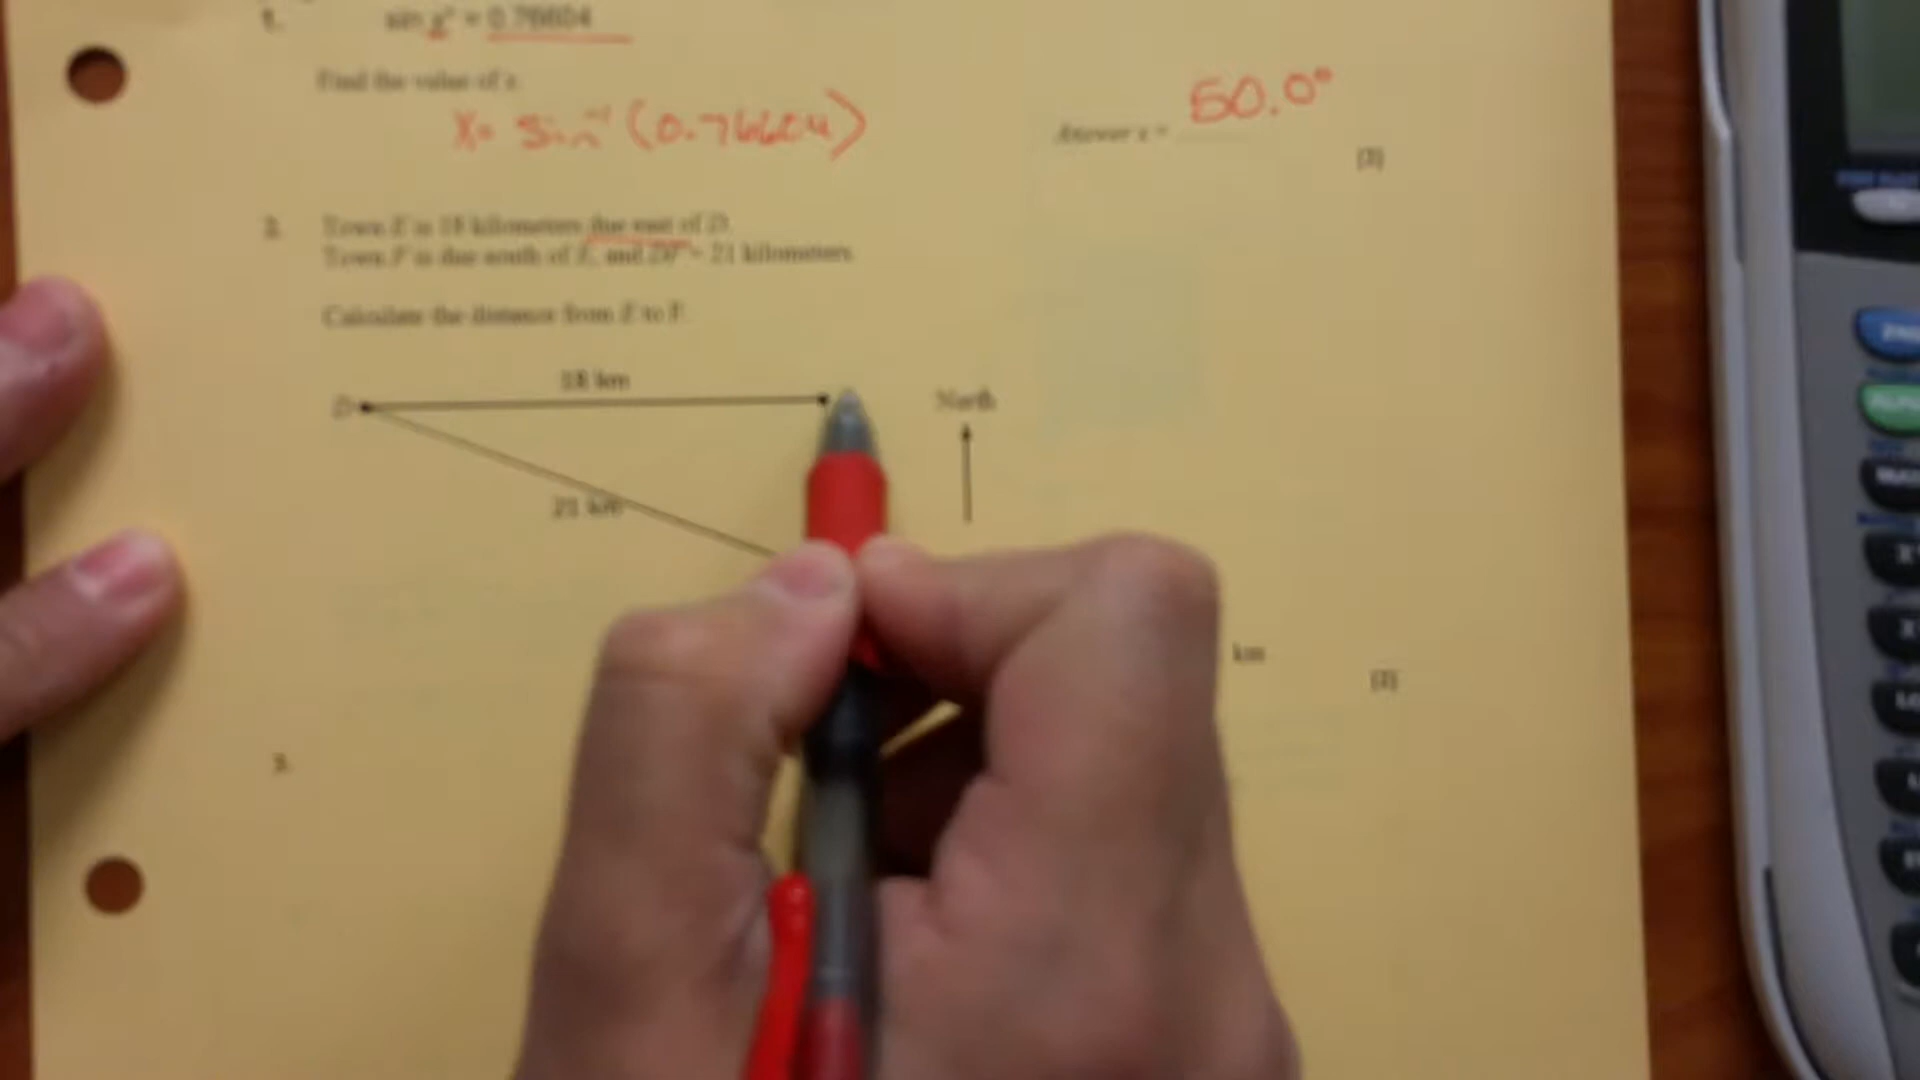 1. sin x° = 0.76604
Find the value of x.
x = sin⁻¹ (0.76604)
50.0°
Answer x =
[2]
2. Town E is 18 kilometers due east of D.
Town F is due south of E, and DF = 21 kilometers.
Calculate the distance from E to F.
18 km
D
North
21 km
km
[2]
3.
2ND
ALPHA